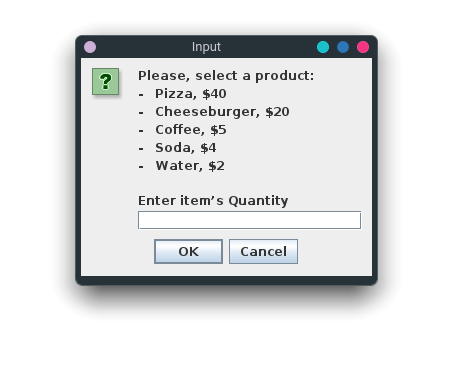 Input
?
Please, select a product:
- Pizza, $40
- Cheeseburger, $20
- Coffee, $5
- Soda, $4
- Water, $2
Enter item's Quantity
OK Cancel